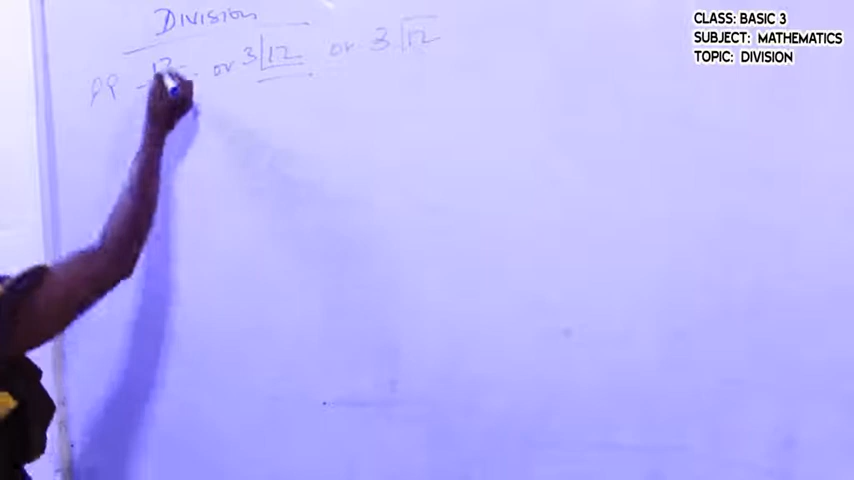 CLASS: BASIC 3
SUBJECT: MATHEMATICS
TOPIC: DIVISION
DIVISION
or 3 12 or 3 12